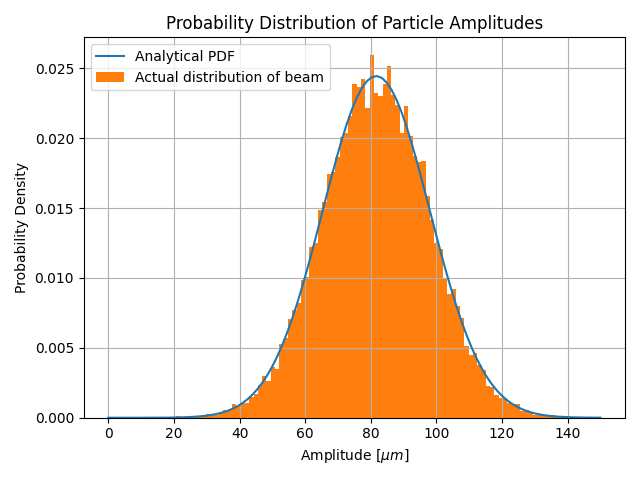 Probability Distribution of Particle Amplitudes
Analytical PDF
Actual distribution of beam
Probability Density
0.025
0.020
0.015
0.010
0.005
0.000
0 20 40 60 80 100 120 140
Amplitude [μm]